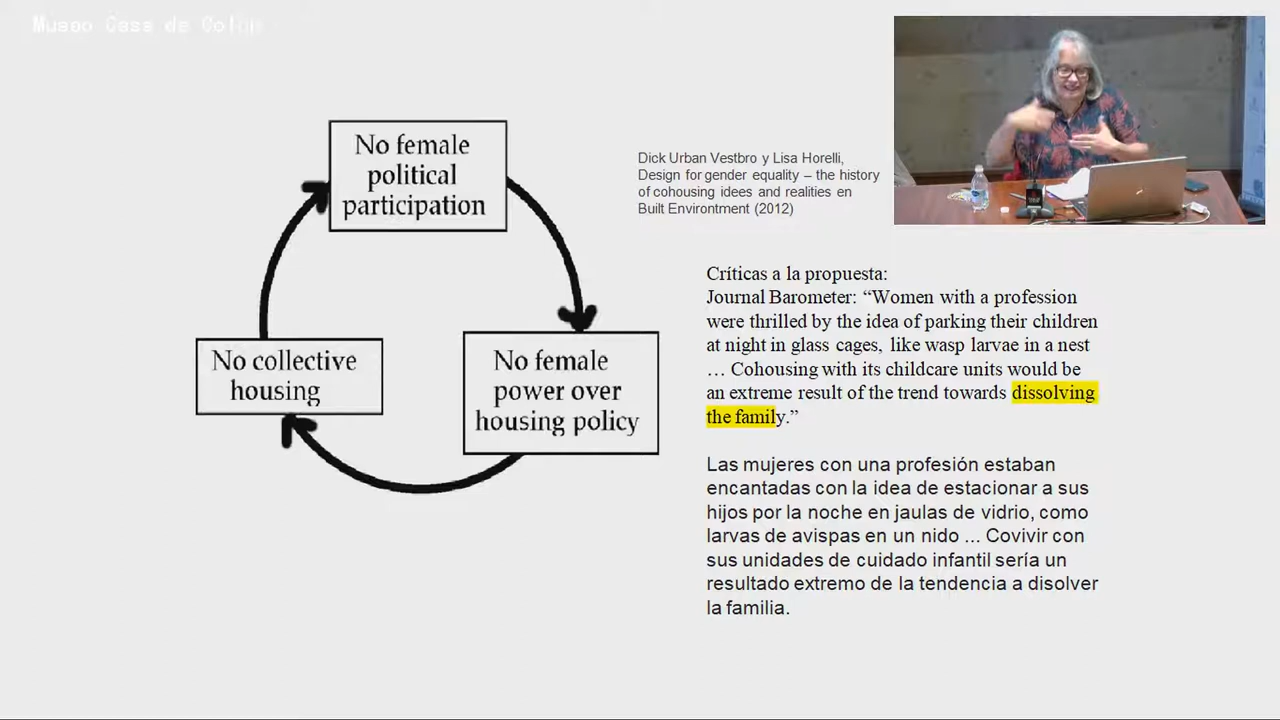 Museo Casa de Colón
No female
political
participation
No female
power over
housing policy
No collective
housing
Dick Urban Vestbro y Lisa Horelli,
Design for gender equality – the history
of cohousing idees and realities en
Built Environtment (2012)
Críticas a la propuesta:
Journal Barometer: “Women with a profession
were thrilled by the idea of parking their children
at night in glass cages, like wasp larvae in a nest
… Cohousing with its childcare units would be
an extreme result of the trend towards dissolving
the family.”
Las mujeres con una profesión estaban
encantadas con la idea de estacionar a sus
hijos por la noche en jaulas de vidrio, como
larvas de avispas en un nido ... Covivir con
sus unidades de cuidado infantil sería un
resultado extremo de la tendencia a disolver
la familia.